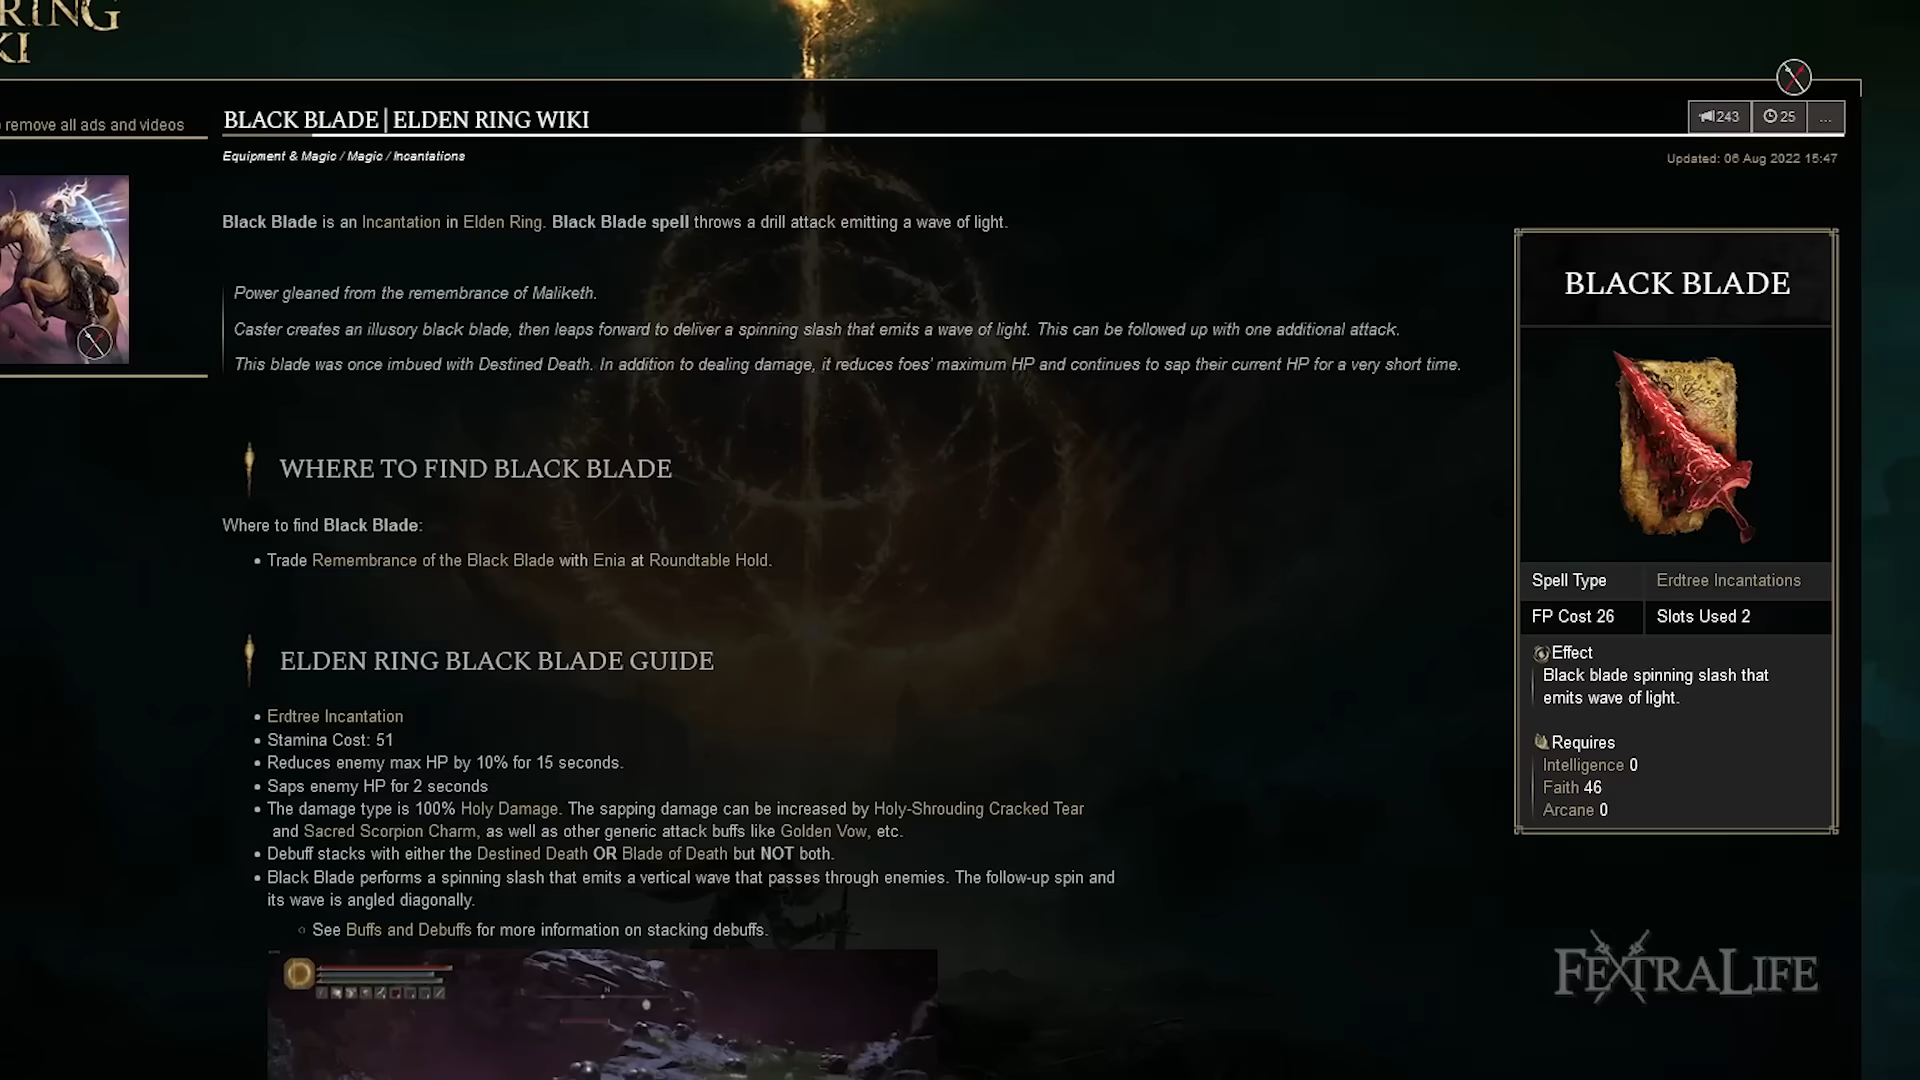 RING
KI
remove all ads and videos
BLACK BLADE | ELDEN RING WIKI
243
25
...
Equipment & Magic / Magic / Incantations
Updated: 06 Aug 2022 15:47
Black Blade is an Incantation in Elden Ring. Black Blade spell throws a drill attack emitting a wave of light.
Power gleaned from the remembrance of Maliketh.
Caster creates an illusory black blade, then leaps forward to deliver a spinning slash that emits a wave of light. This can be followed up with one additional attack.
This blade was once imbued with Destined Death. In addition to dealing damage, it reduces foes' maximum HP and continues to sap their current HP for a very short time.
WHERE TO FIND BLACK BLADE
Where to find Black Blade:
• Trade Remembrance of the Black Blade with Enia at Roundtable Hold.
ELDEN RING BLACK BLADE GUIDE
• Erdtree Incantation
• Stamina Cost: 51
• Reduces enemy max HP by 10% for 15 seconds.
• Saps enemy HP for 2 seconds
• The damage type is 100% Holy Damage. The sapping damage can be increased by Holy-Shrouding Cracked Tear
and Sacred Scorpion Charm, as well as other generic attack buffs like Golden Vow, etc.
• Debuff stacks with either the Destined Death OR Blade of Death but NOT both.
• Black Blade performs a spinning slash that emits a vertical wave that passes through enemies. The follow-up spin and
its wave is angled diagonally.
○ See Buffs and Debuffs for more information on stacking debuffs.
BLACK BLADE
Spell Type Erdtree Incantations
FP Cost 26 Slots Used 2
Effect
Black blade spinning slash that
emits wave of light.
Requires
Intelligence 0
Faith 46
Arcane 0
FEXTRALIFE